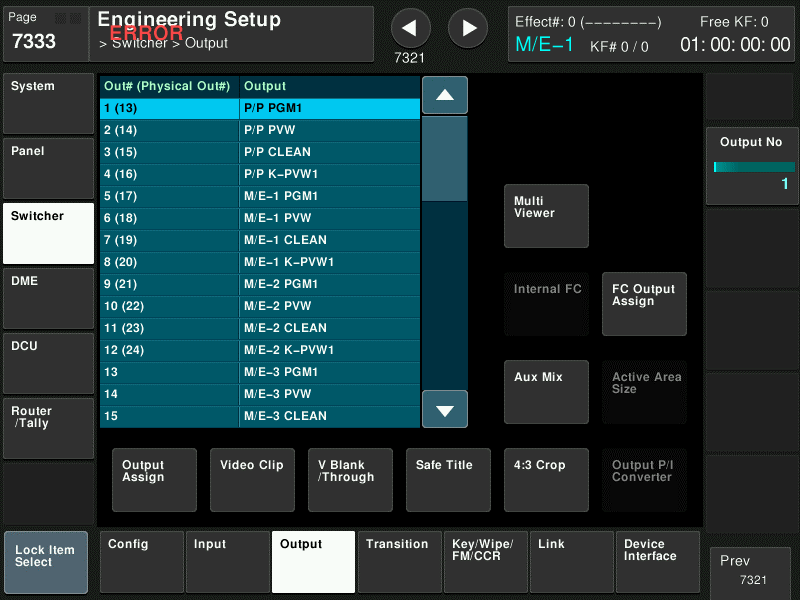 Page
7333
Engineering Setup
ERROR
> Switcher > Output
7321
Effect#: 0 (--------)
Free KF: 0
M/E-1
KF# 0 / 0
01: 00: 00: 00
System
Panel
Switcher
DME
DCU
Router
/Tally
Lock Item
Select
Out# (Physical Out#) Output
1 (13) P/P PGM1
2 (14) P/P PVW
3 (15) P/P CLEAN
4 (16) P/P K-PVW1
5 (17) M/E-1 PGM1
6 (18) M/E-1 PVW
7 (19) M/E-1 CLEAN
8 (20) M/E-1 K-PVW1
9 (21) M/E-2 PGM1
10 (22) M/E-2 PVW
11 (23) M/E-2 CLEAN
12 (24) M/E-2 K-PVW1
13 M/E-3 PGM1
14 M/E-3 PVW
15 M/E-3 CLEAN
Multi
Viewer
Internal FC
FC Output
Assign
Aux Mix
Active Area
Size
Output
Assign
Video Clip
V Blank
/Through
Safe Title
4:3 Crop
Output P/I
Converter
Output No
1
Config
Input
Output
Transition
Key/Wipe/
FM/CCR
Link
Device
Interface
Prev
7321